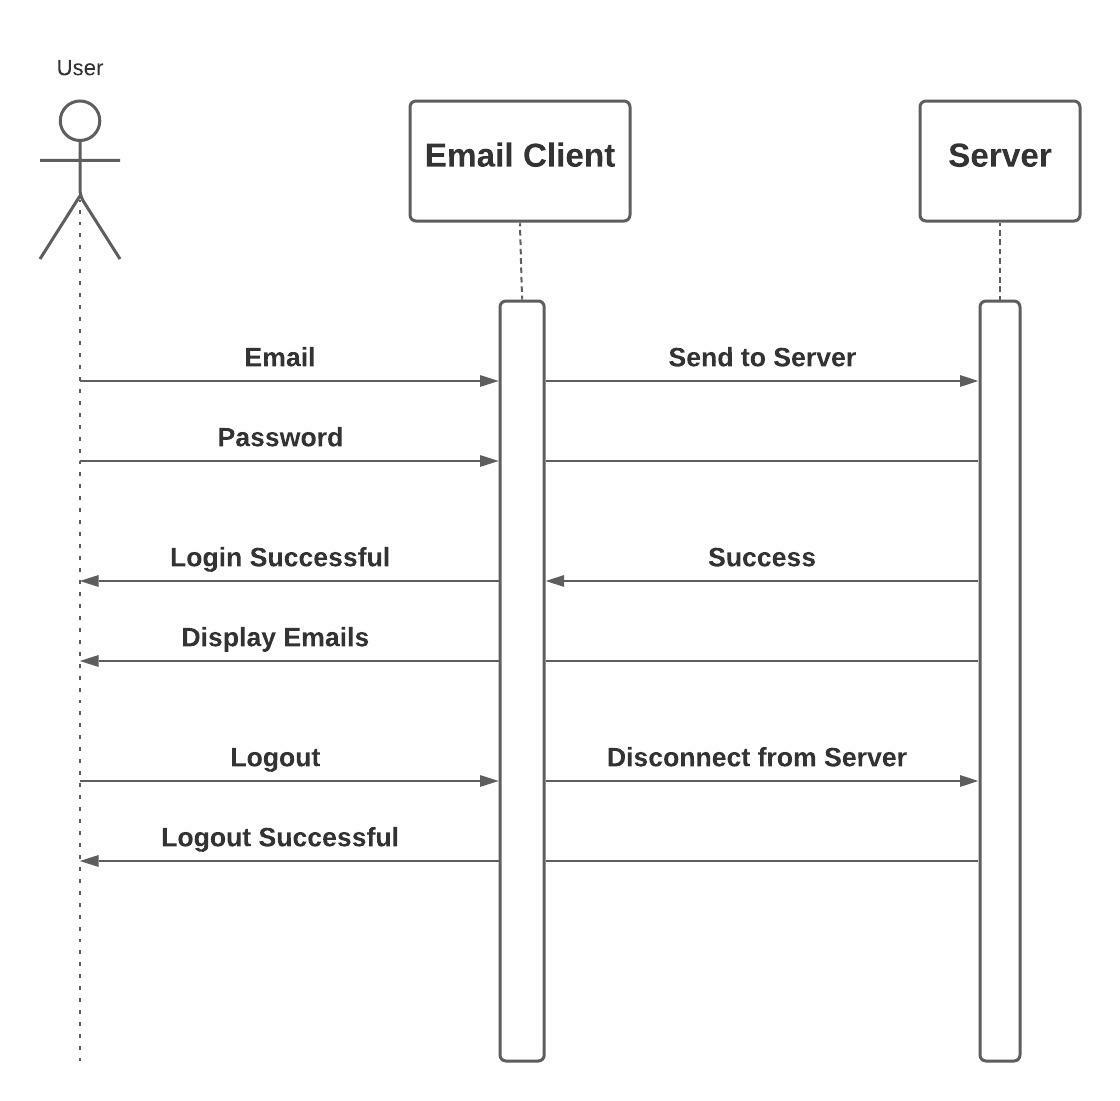 User
Email Client
Server
Email
Send to Server
Password
Login Successful
Success
Display Emails
Logout
Disconnect from Server
Logout Successful